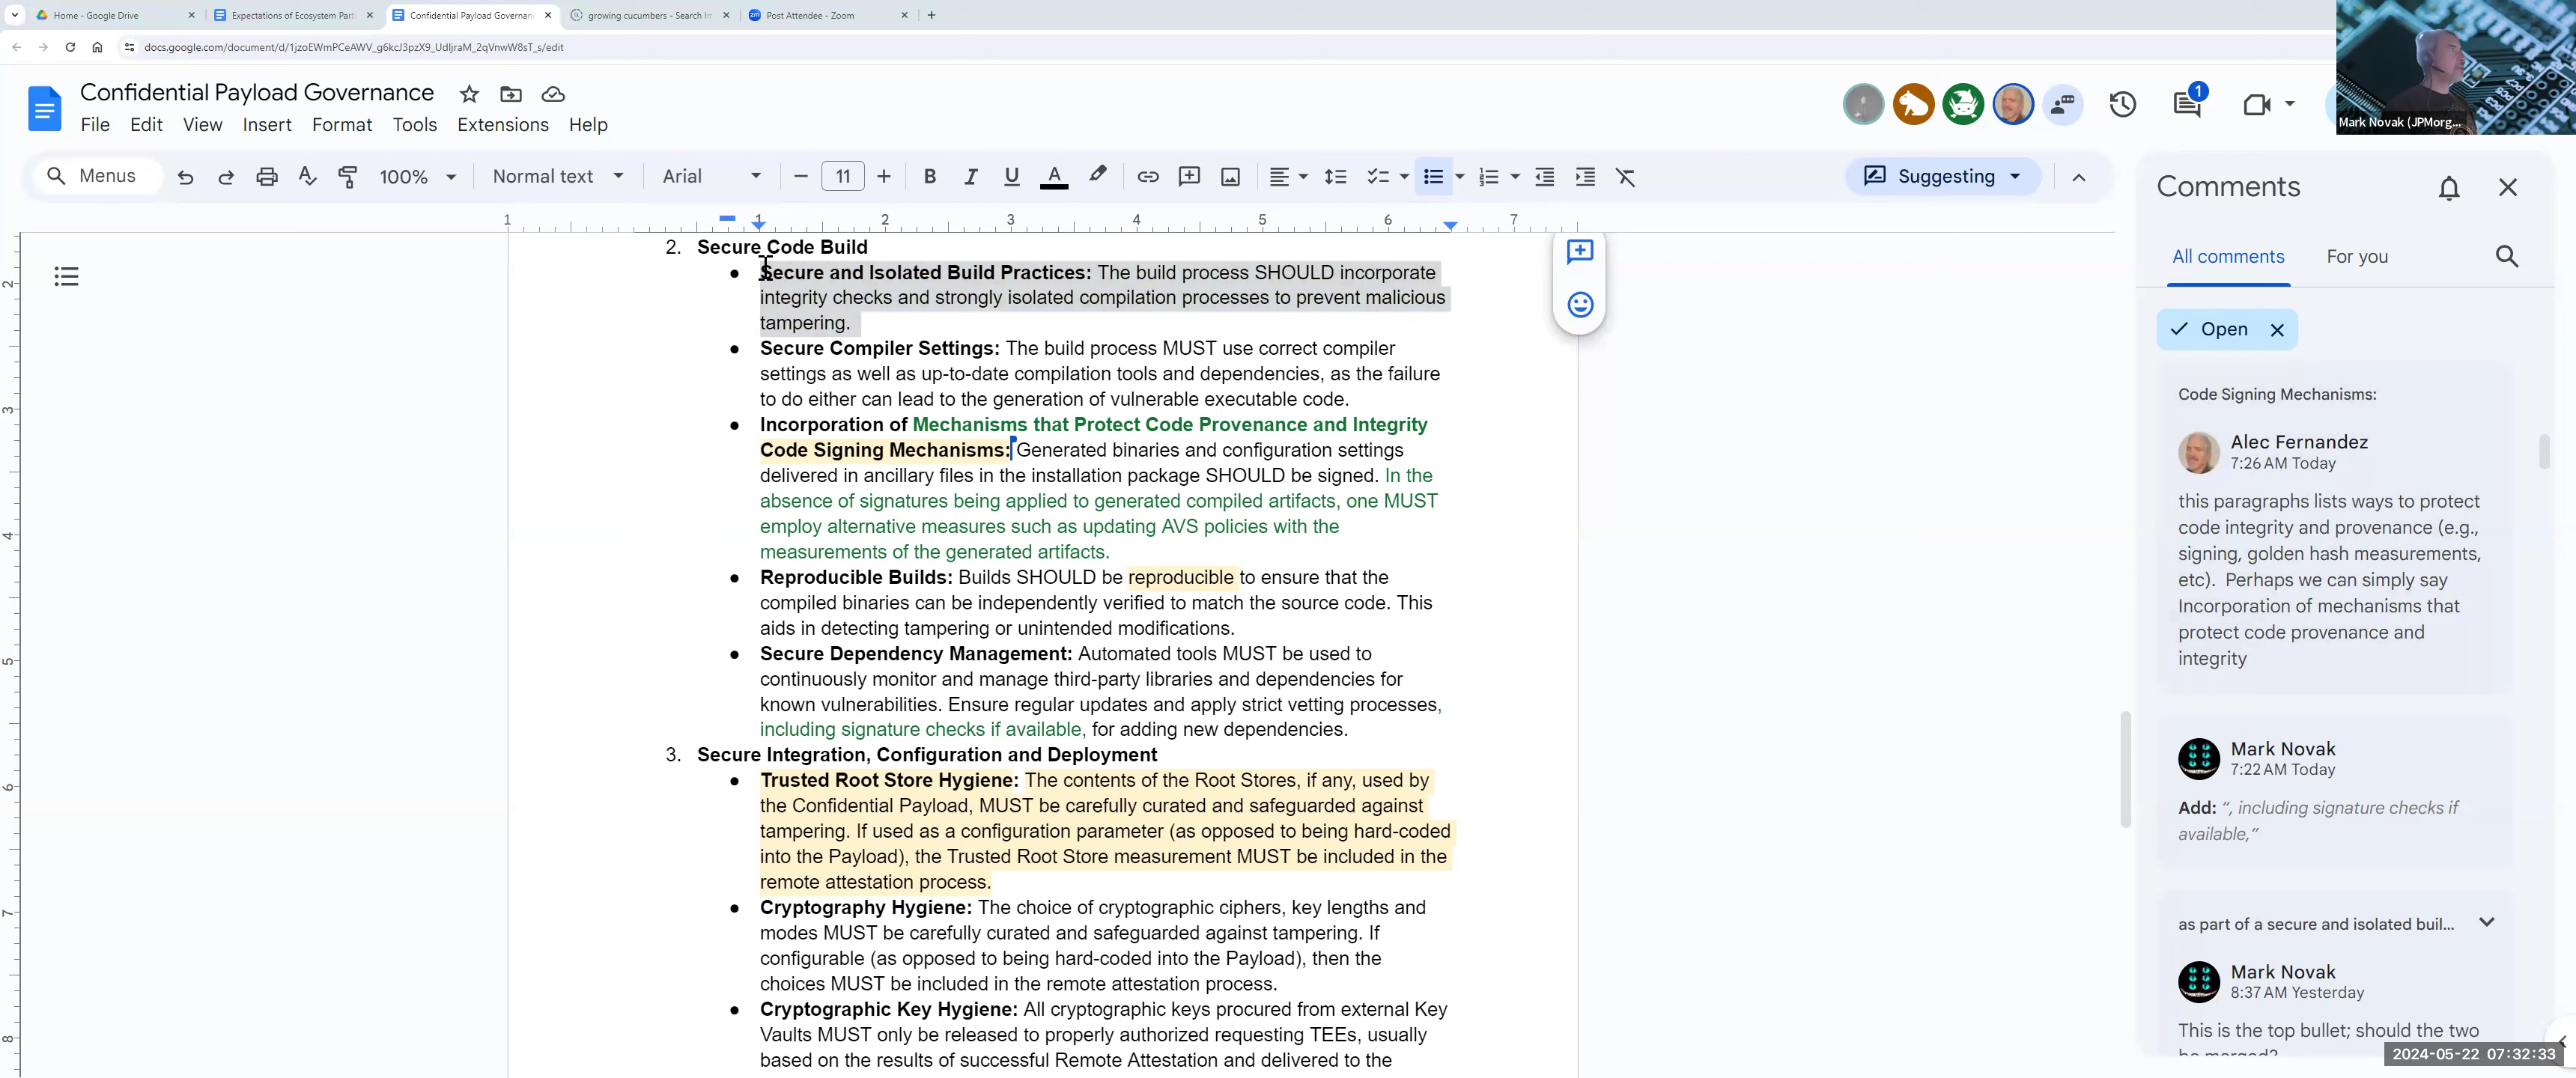 Home - Google Drive
Expectations of Ecosystem Part
Confidential Payload Governanc
growing cucumbers - Search Im
Post Attendee - Zoom
docs.google.com/document/d/1jzoEWmPCeAWV_g6kcJ3pzX9_UdljraM_2qVnwW8sT_s/edit
Mark Novak (JPMorg...
Confidential Payload Governance
File Edit View Insert Format Tools Extensions Help
1
Menus 100% Normal text Arial 11 Suggesting
1 1 2 3 4 5 6 7
2. Secure Code Build
● Secure and Isolated Build Practices: The build process SHOULD incorporate
integrity checks and strongly isolated compilation processes to prevent malicious
tampering.
● Secure Compiler Settings: The build process MUST use correct compiler
settings as well as up-to-date compilation tools and dependencies, as the failure
to do either can lead to the generation of vulnerable executable code.
● Incorporation of Mechanisms that Protect Code Provenance and Integrity
Code Signing Mechanisms: Generated binaries and configuration settings
delivered in ancillary files in the installation package SHOULD be signed. In the
absence of signatures being applied to generated compiled artifacts, one MUST
employ alternative measures such as updating AVS policies with the
measurements of the generated artifacts.
● Reproducible Builds: Builds SHOULD be reproducible to ensure that the
compiled binaries can be independently verified to match the source code. This
aids in detecting tampering or unintended modifications.
● Secure Dependency Management: Automated tools MUST be used to
continuously monitor and manage third-party libraries and dependencies for
known vulnerabilities. Ensure regular updates and apply strict vetting processes,
including signature checks if available, for adding new dependencies.
3. Secure Integration, Configuration and Deployment
● Trusted Root Store Hygiene: The contents of the Root Stores, if any, used by
the Confidential Payload, MUST be carefully curated and safeguarded against
tampering. If used as a configuration parameter (as opposed to being hard-coded
into the Payload), the Trusted Root Store measurement MUST be included in the
remote attestation process.
● Cryptography Hygiene: The choice of cryptographic ciphers, key lengths and
modes MUST be carefully curated and safeguarded against tampering. If
configurable (as opposed to being hard-coded into the Payload), then the
choices MUST be included in the remote attestation process.
● Cryptographic Key Hygiene: All cryptographic keys procured from external Key
Vaults MUST only be released to properly authorized requesting TEEs, usually
based on the results of successful Remote Attestation and delivered to the
2
3
4
5
6
7
8
Comments
All comments For you
Open
Code Signing Mechanisms:
Alec Fernandez
7:26 AM Today
this paragraphs lists ways to protect
code integrity and provenance (e.g.,
signing, golden hash measurements,
etc). Perhaps we can simply say
Incorporation of mechanisms that
protect code provenance and
integrity
Mark Novak
7:22 AM Today
Add: “, including signature checks if
available,”
as part of a secure and isolated buil...
Mark Novak
8:37 AM Yesterday
This is the top bullet; should the two
be merged?
2024-05-22 07:32:33